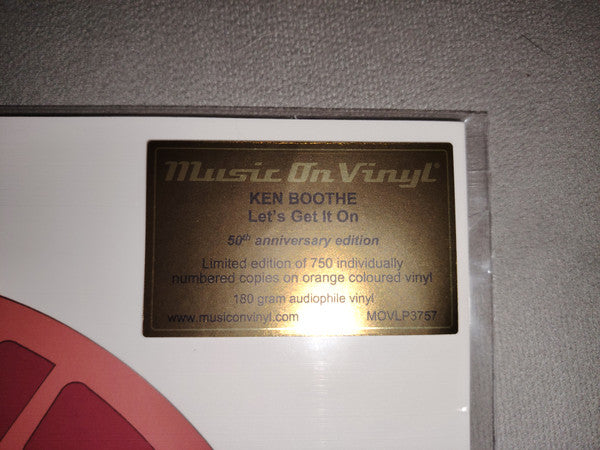 Music On Vinyl®
KEN BOOTHE
Let's Get It On
50th anniversary edition
Limited edition of 750 individually
numbered copies on orange coloured vinyl
180 gram audiophile vinyl
www.musiconvinyl.com MOVLP3757